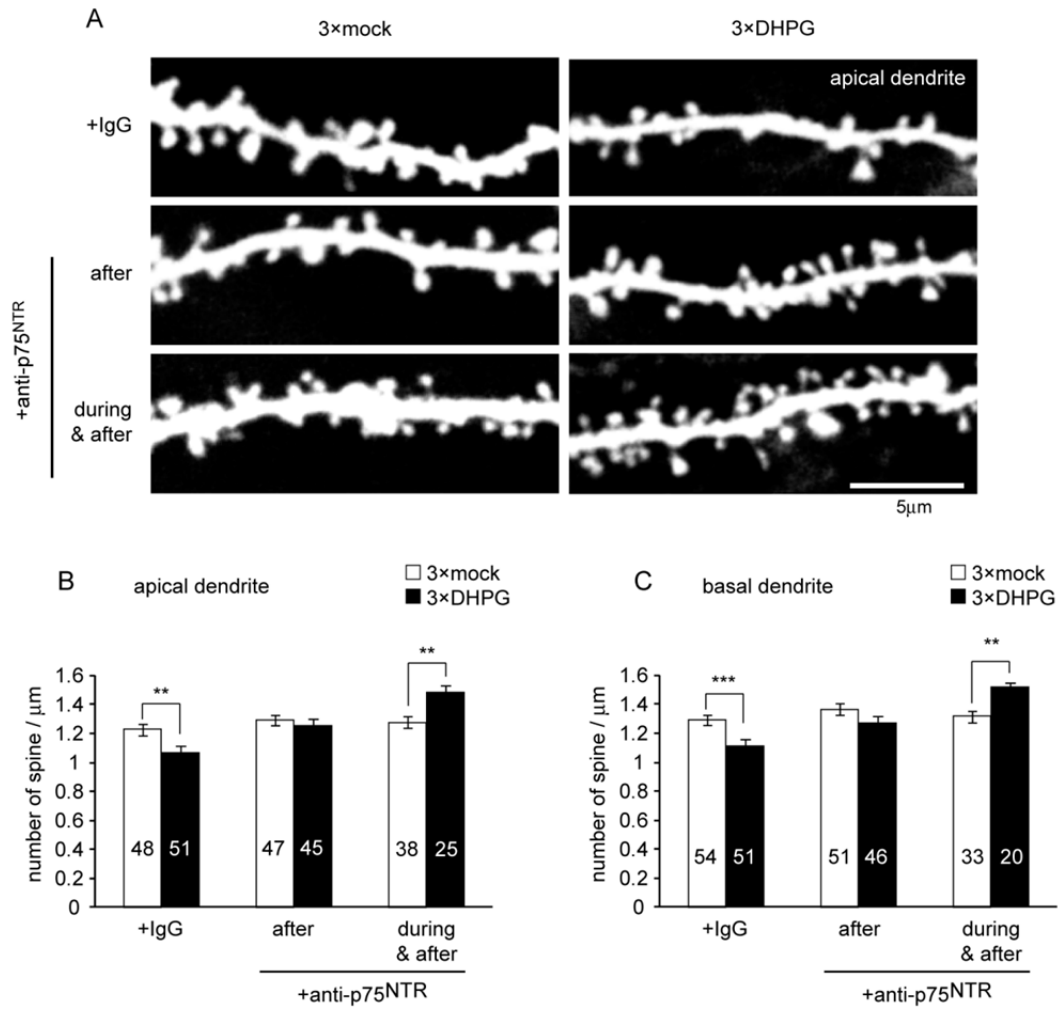 A
3×mock
3×DHPG
apical dendrite
+IgG
after
during
& after
+anti-p75NTR
5μm
B
apical dendrite
3×mock
3×DHPG
number of spine / μm
1.6
1.4
1.2
1
0.8
0.6
0.4
0.2
0
**
**
48
51
47
45
38
25
+IgG
after
during
& after
+anti-p75NTR
C
basal dendrite
3×mock
3×DHPG
number of spine / μm
1.6
1.4
1.2
1
0.8
0.6
0.4
0.2
0
***
**
54
51
51
46
33
20
+IgG
after
during
& after
+anti-p75NTR